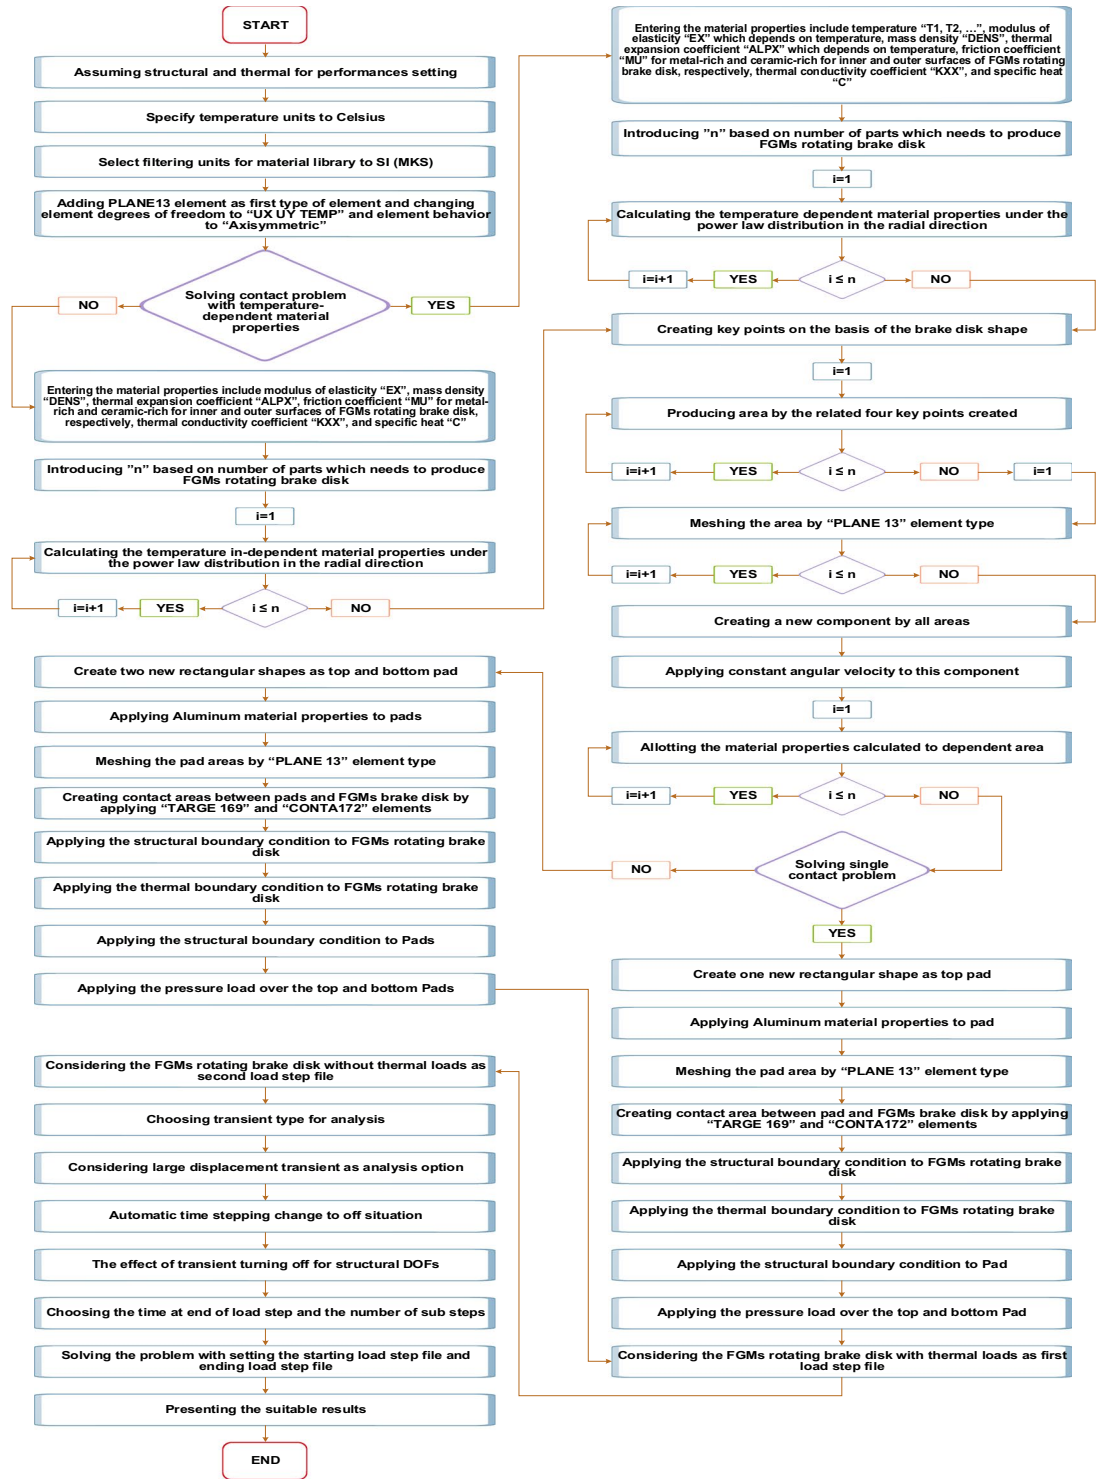 START
Assuming structural and thermal for performances setting
Specify temperature units to Celsius
Select filtering units for material library to SI (MKS)
Adding PLANE13 element as first type of element and changing
element degrees of freedom to “UX UY TEMP” and element behavior
to “Axisymmetric”
Solving contact problem
with temperature-
dependent material
properties
NO
YES
Entering the material properties include modulus of elasticity “EX”, mass density
“DENS”, thermal expansion coefficient “ALPX”, friction coefficient “MU” for metal-
rich and ceramic-rich for inner and outer surfaces of FGMs rotating brake disk,
respectively, thermal conductivity coefficient “KXX”, and specific heat “C”
Introducing ”n” based on number of parts which needs to produce
FGMs rotating brake disk
i=1
Calculating the temperature in-dependent material properties under
the power law distribution in the radial direction
i=i+1
YES
i ≤ n
NO
Entering the material properties include temperature “T1, T2, ...”, modulus of
elasticity “EX” which depends on temperature, mass density “DENS”, thermal
expansion coefficient “ALPX” which depends on temperature, friction coefficient
“MU” for metal-rich and ceramic-rich for inner and outer surfaces of FGMs rotating
brake disk, respectively, thermal conductivity coefficient “KXX”, and specific heat
“C”
Introducing ”n” based on number of parts which needs to produce
FGMs rotating brake disk
i=1
Calculating the temperature dependent material properties under the
power law distribution in the radial direction
i=i+1
YES
i ≤ n
NO
Creating key points on the basis of the brake disk shape
i=1
Producing area by the related four key points created
i=i+1
YES
i ≤ n
NO
i=1
Meshing the area by “PLANE 13” element type
i=i+1
YES
i ≤ n
NO
Creating a new component by all areas
Applying constant angular velocity to this component
i=1
Allotting the material properties calculated to dependent area
i=i+1
YES
i ≤ n
NO
Solving single
contact problem
NO
YES
Create two new rectangular shapes as top and bottom pad
Applying Aluminum material properties to pads
Meshing the pad areas by “PLANE 13” element type
Creating contact areas between pads and FGMs brake disk by
applying “TARGE 169” and “CONTA172” elements
Applying the structural boundary condition to FGMs rotating brake
disk
Applying the thermal boundary condition to FGMs rotating brake
disk
Applying the structural boundary condition to Pads
Applying the pressure load over the top and bottom Pads
Create one new rectangular shape as top pad
Applying Aluminum material properties to pad
Meshing the pad area by “PLANE 13” element type
Creating contact area between pad and FGMs brake disk by applying
“TARGE 169” and “CONTA172” elements
Applying the structural boundary condition to FGMs rotating brake
disk
Applying the thermal boundary condition to FGMs rotating brake
disk
Applying the structural boundary condition to Pad
Applying the pressure load over the top and bottom Pad
Considering the FGMs rotating brake disk with thermal loads as first
load step file
Considering the FGMs rotating brake disk without thermal loads as
second load step file
Choosing transient type for analysis
Considering large displacement transient as analysis option
Automatic time stepping change to off situation
The effect of transient turning off for structural DOFs
Choosing the time at end of load step and the number of sub steps
Solving the problem with setting the starting load step file and
ending load step file
Presenting the suitable results
END